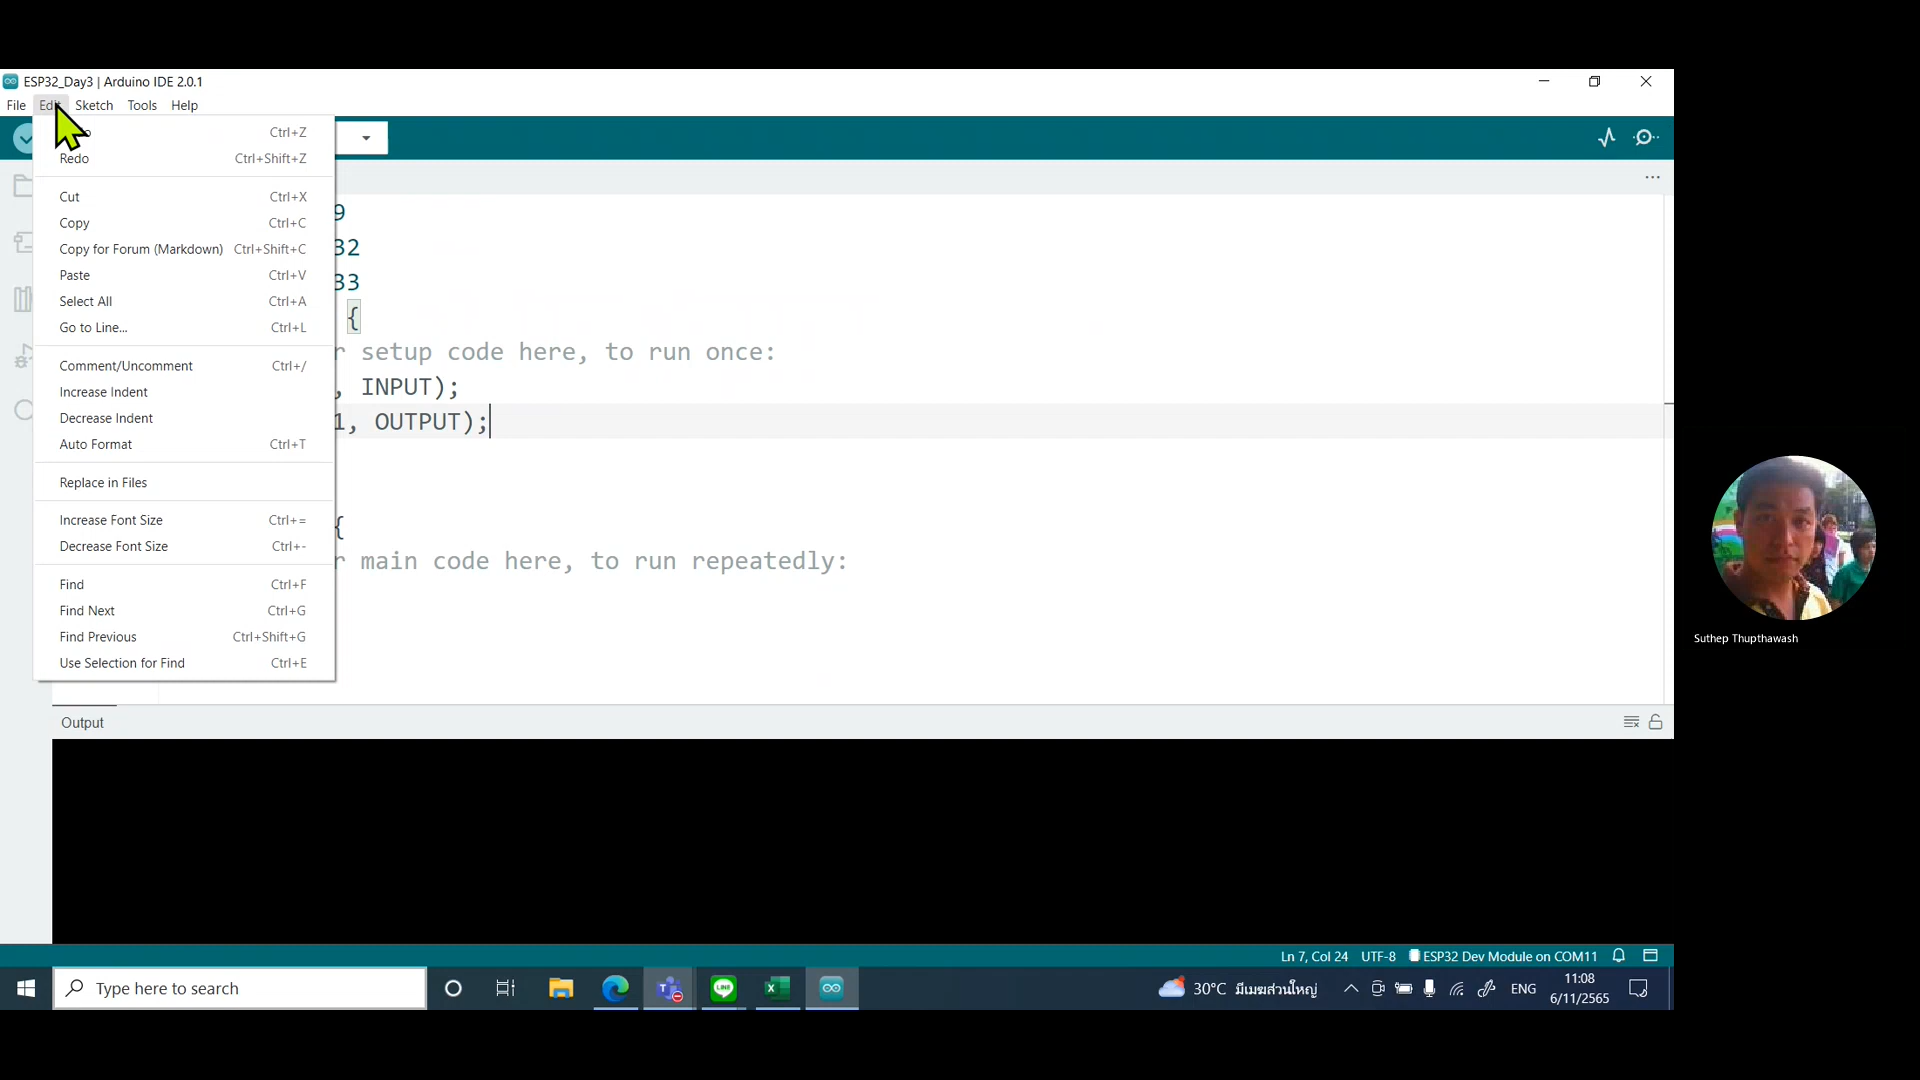 ESP32_Day3 | Arduino IDE 2.0.1
File Edit Sketch Tools Help
Ctrl+Z
Redo Ctrl+Shift+Z
Cut Ctrl+X
Copy Ctrl+C
Copy for Forum (Markdown) Ctrl+Shift+C
Paste Ctrl+V
Select All Ctrl+A
Go to Line... Ctrl+L
Comment/Uncomment Ctrl+/
Increase Indent
Decrease Indent
Auto Format Ctrl+T
Replace in Files
Increase Font Size Ctrl+=
Decrease Font Size Ctrl+-
Find Ctrl+F
Find Next Ctrl+G
Find Previous Ctrl+Shift+G
Use Selection for Find Ctrl+E
9
32
33
{
r setup code here, to run once:
, INPUT);
1, OUTPUT);
{
r main code here, to run repeatedly:
Suthep Thupthawash
Output
Ln 7, Col 24 UTF-8 ESP32 Dev Module on COM11
Type here to search
30°C มีเมฆส่วนใหญ่
ENG
11:08
6/11/2565